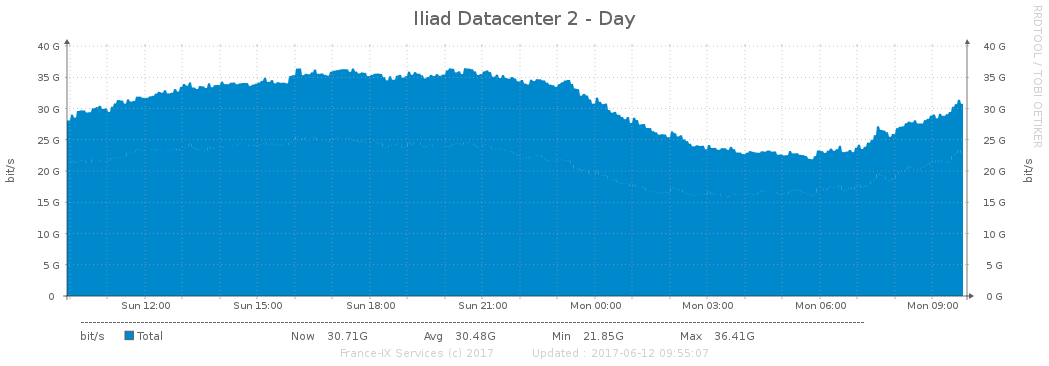 Iliad Datacenter 2 - Day
RRDTOOL / TOBI OETIKER
40 G 40 G
35 G 35 G
30 G 30 G
25 G 25 G
20 G 20 G
15 G 15 G
10 G 10 G
5 G 5 G
0 0 G
bit/s
bit/s
Sun 12:00 Sun 15:00 Sun 18:00 Sun 21:00 Mon 00:00 Mon 03:00 Mon 06:00 Mon 09:00
bit/s Total Now 30.71G Avg 30.48G Min 21.85G Max 36.41G
France-IX Services (c) 2017 Updated : 2017-06-12 09:55:07